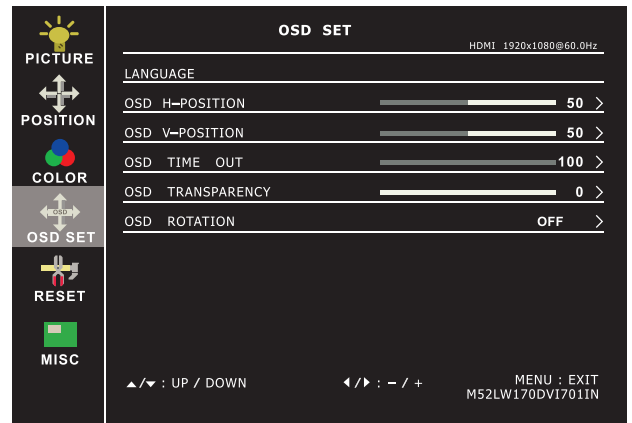 PICTURE
POSITION
COLOR
OSD
OSD SET
RESET
MISC
OSD SET
HDMI 1920x1080@60.0Hz
LANGUAGE
OSD H-POSITION 50 >
OSD V-POSITION 50 >
OSD TIME OUT 100 >
OSD TRANSPARENCY 0 >
OSD ROTATION OFF >
▲/▼ : UP / DOWN ◀/▶ : - / + MENU : EXIT
M52LW170DVI701IN